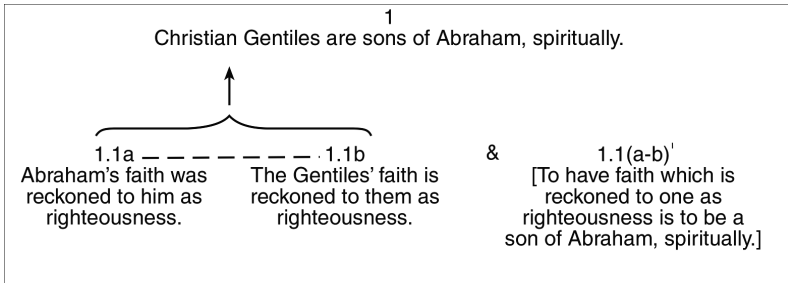 1
Christian Gentiles are sons of Abraham, spiritually.
1.1a 1.1b & 1.1(a-b)'
Abraham's faith was
reckoned to him as
righteousness.
The Gentiles' faith is
reckoned to them as
righteousness.
[To have faith which is
reckoned to one as
righteousness is to be a
son of Abraham, spiritually.]